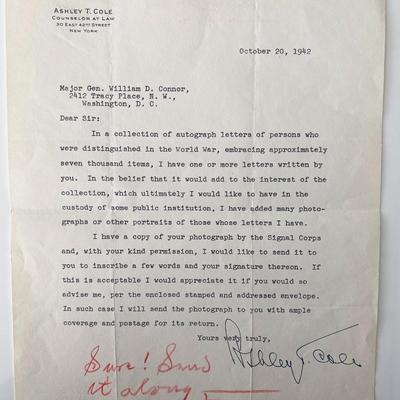 ASHLEY T. COLE
COUNSELOR AT LAW
30 EAST 42ND STREET
NEW YORK
October 20, 1942
Major Gen. William D. Connor,
2412 Tracy Place, N. W.,
Washington, D. C.
Dear Sir:
In a collection of autograph letters of persons who
were distinguished in the World War, embracing approximately
seven thousand items, I have one or more letters written by
you. In the belief that it would add to the interest of the
collection, which ultimately I would like to have in the
custody of some public institution, I have added many photo-
graphs or other portraits of those whose letters I have.
I have a copy of your photograph by the Signal Corps
and, with your kind permission, I would like to send it to
you to inscribe a few words and your signature thereon. If
this is acceptable I would appreciate it if you would so
advise me, per the enclosed stamped and addressed envelope.
In such case I will send the photograph to you with ample
coverage and postage for its return.
Yours very truly,
Ashley T. Cole
Sure! Send
it along